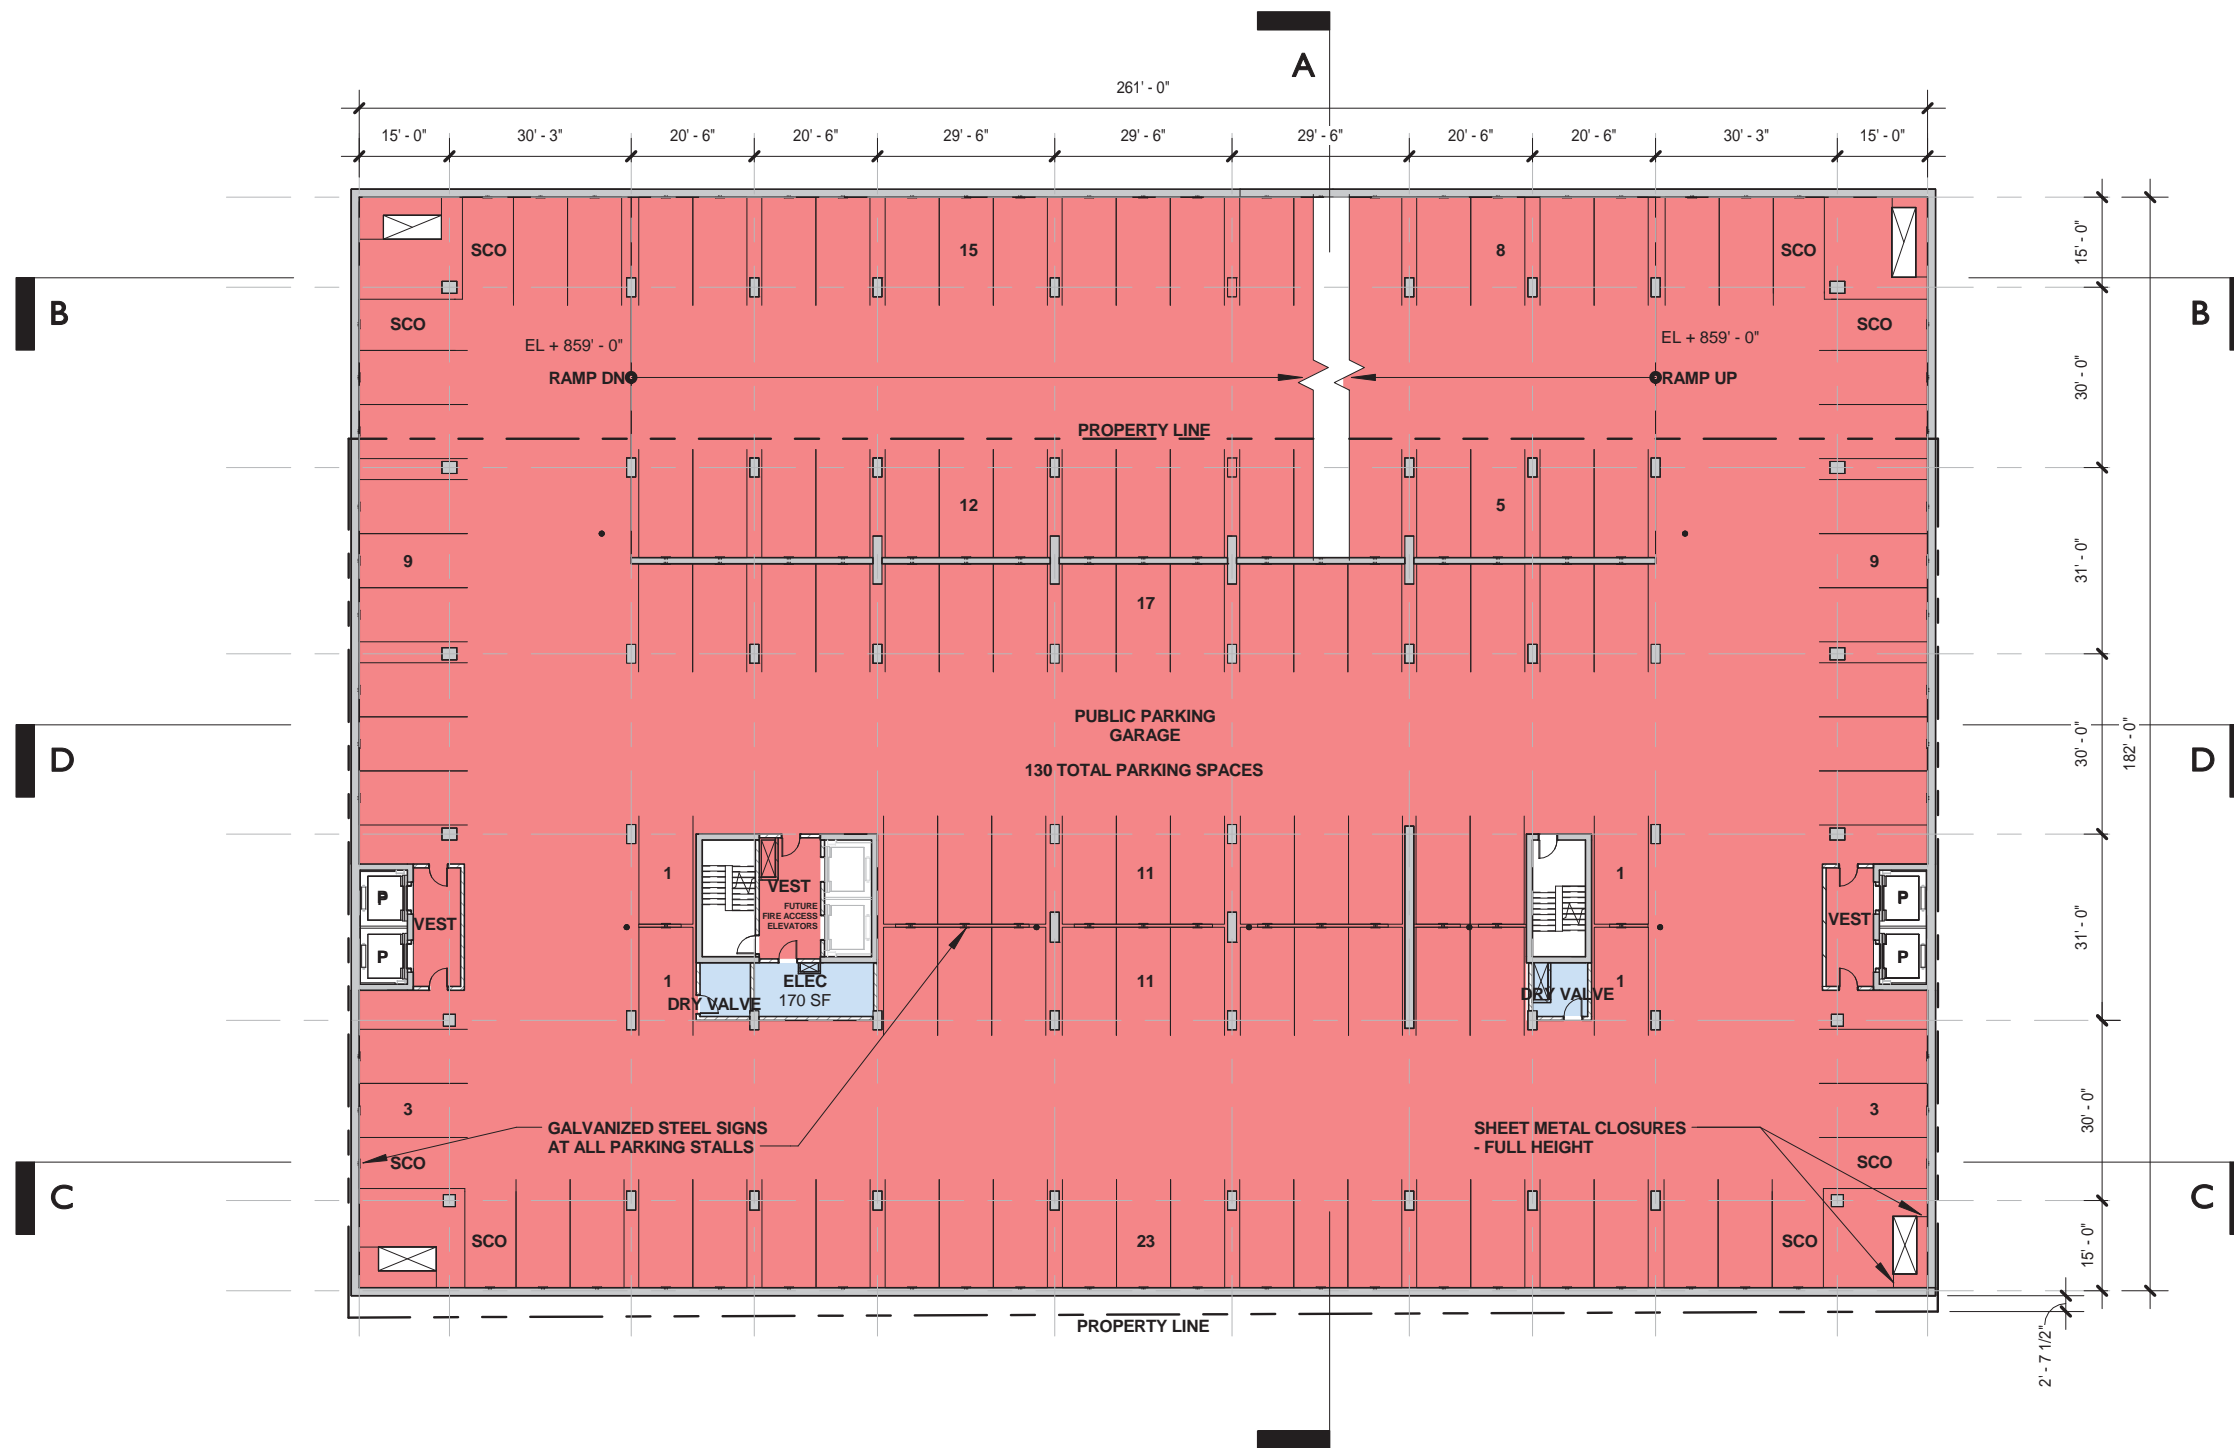 A
261' - 0"
15' - 0"
30' - 3"
20' - 6"
20' - 6"
29' - 6"
29' - 6"
29' - 6"
20' - 6"
20' - 6"
30' - 3"
15' - 0"
SCO
15
8
SCO
15' - 0"
B
SCO
SCO
B
EL + 859' - 0"
EL + 859' - 0"
RAMP DN
RAMP UP
30' - 0"
PROPERTY LINE
12
5
9
9
31' - 0"
17
PUBLIC PARKING
GARAGE
130 TOTAL PARKING SPACES
D
D
30' - 0"
182' - 0"
1
11
1
VEST
FUTURE
FIRE ACCESS
ELEVATORS
P
VEST
P
VEST
P
P
31' - 0"
1
ELEC
170 SF
DRY VALVE
11
DRY VALVE
1
3
3
30' - 0"
GALVANIZED STEEL SIGNS
AT ALL PARKING STALLS
SHEET METAL CLOSURES
- FULL HEIGHT
SCO
SCO
C
C
SCO
23
SCO
15' - 0"
PROPERTY LINE
2' - 7 1/2"